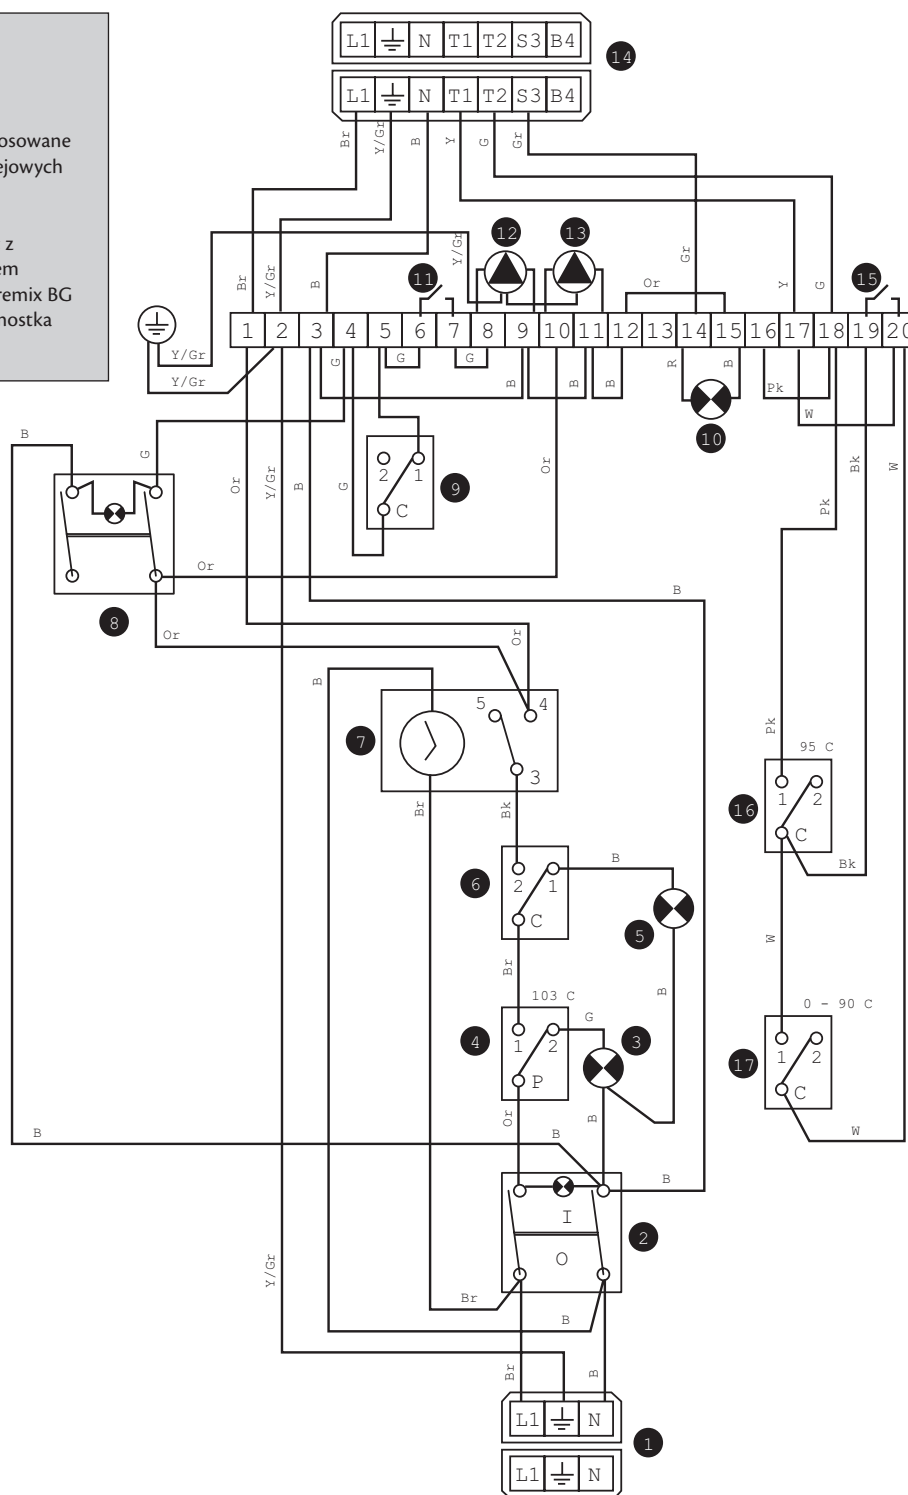 L1 N T1 T2 S3 B4
14
L1 N T1 T2 S3 B4
Br Y/Gr B Y G Gr
osowane
ejowych
z
em
remix BG
nostka
Br Y/Gr B Y/Gr Gr Y G
11 12 13 15
Or
1 2 3 4 5 6 7 8 9 10 11 12 13 14 15 16 17 18 19 20
Y/Gr
Y/Gr
G G G B B B R B Pk W
10
B G Or Y/Gr B G Or Pk Bk W
2 1
C
9
Or
8
Or
B
Or
B
7
5 4
3
Br Bk
Pk
95 C
16
1 2
C
Bk
6
2 1
C
B
5
Br
B
W
103 C
4
1 2
P
G
3
0 - 90 C
17
1 2
C
W
Or B
B
B
B
I
O
2
Y/Gr
Br
B
Br B
L1 N
1
L1 N